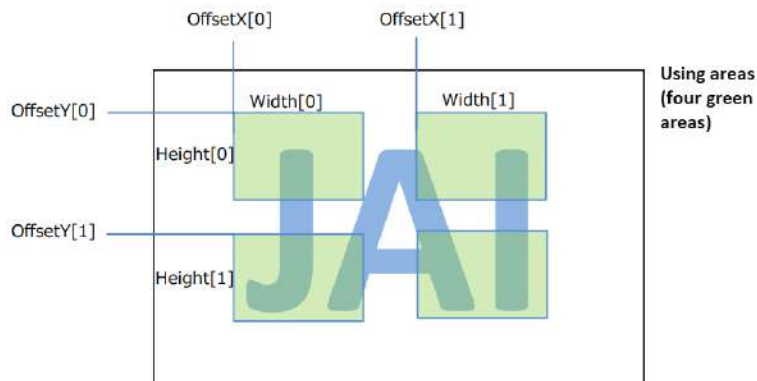 OffsetX[0] OffsetX[1]
Using areas
(four green
areas)
OffsetY[0]
Width[0] Width[1]
Height[0]
JAI
OffsetY[1]
Height[1]